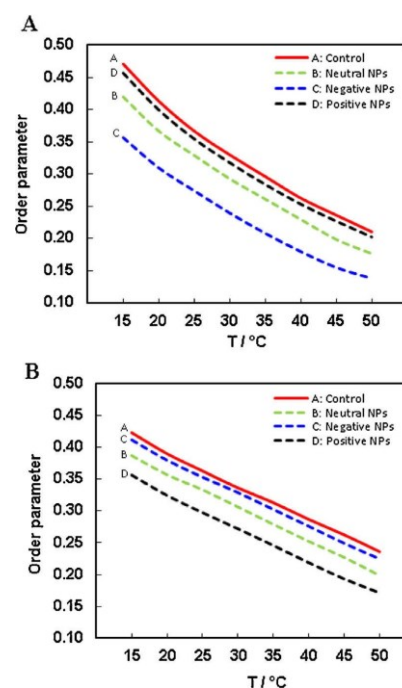 A
0.50
0.45
0.40
0.35
0.30
0.25
0.20
0.15
0.10
Order parameter
A
D
B
C
A: Control
B: Neutral NPs
C: Negative NPs
D: Positive NPs
15 20 25 30 35 40 45 50
T / °C
B
0.50
0.45
0.40
0.35
0.30
0.25
0.20
0.15
0.10
Order parameter
A
C
B
D
A: Control
B: Neutral NPs
C: Negative NPs
D: Positive NPs
15 20 25 30 35 40 45 50
T / °C